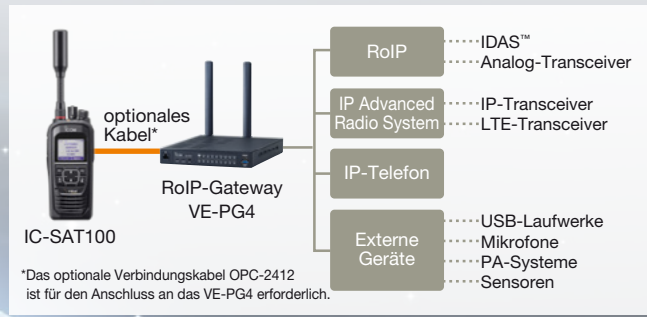 optionales
Kabel*
IC-SAT100
RoIP-Gateway
VE-PG4
RoIP
IDAS™
Analog-Transceiver
IP Advanced
Radio System
IP-Transceiver
LTE-Transceiver
IP-Telefon
Externe
Geräte
USB-Laufwerke
Mikrofone
PA-Systeme
Sensoren
*Das optionale Verbindungskabel OPC-2412
ist für den Anschluss an das VE-PG4 erforderlich.